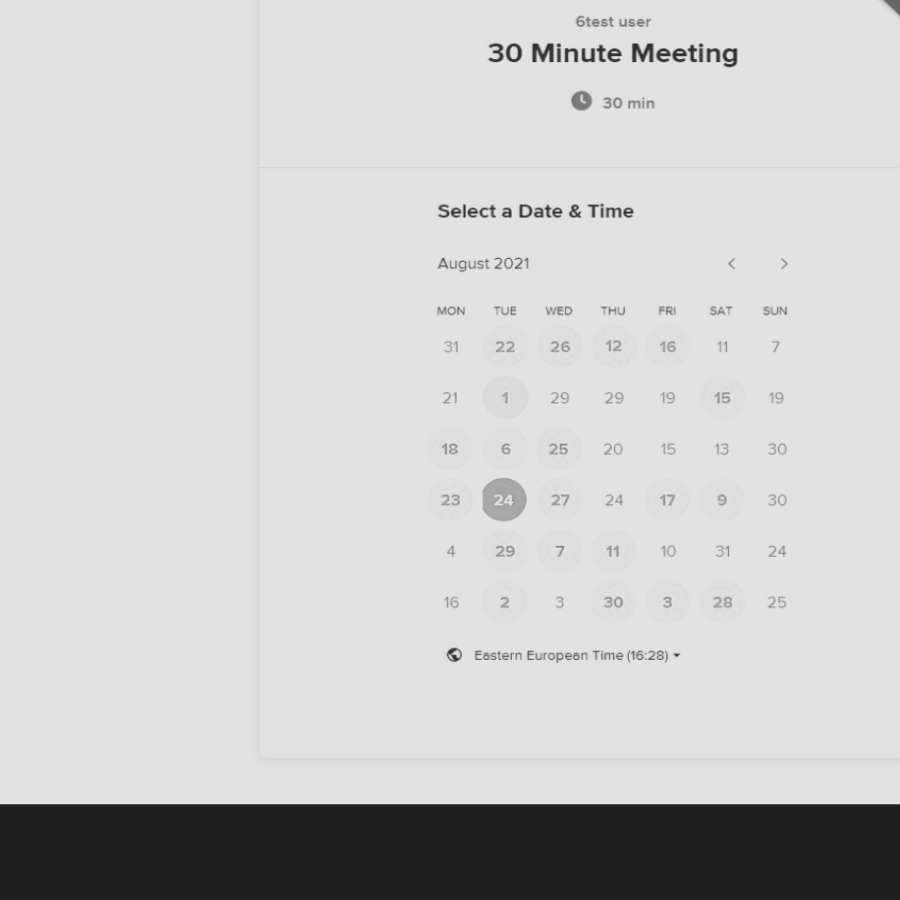 6test user
30 Minute Meeting
30 min
Select a Date & Time
August 2021
MON TUE WED THU FRI SAT SUN
31 22 26 12 16 11 7
21 1 29 29 19 15 19
18 6 25 20 15 13 30
23 24 27 24 17 9 30
4 29 7 11 10 31 24
16 2 3 30 3 28 25
Eastern European Time (16:28)